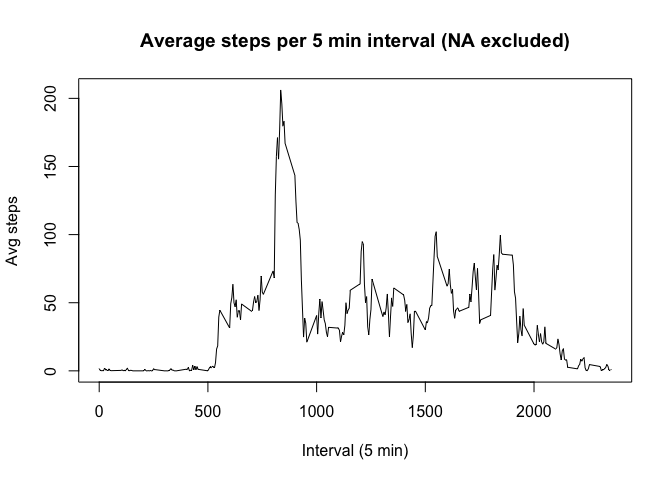 Average steps per 5 min interval (NA excluded)
Avg steps
200
150
100
50
0
0 500 1000 1500 2000
Interval (5 min)